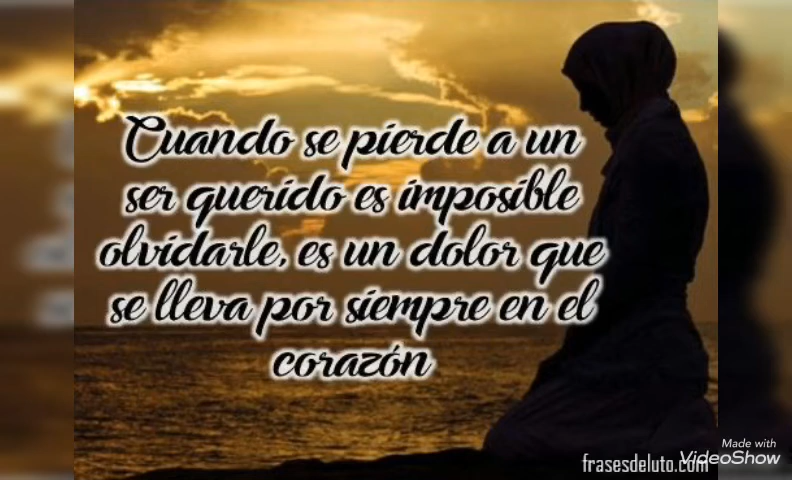 Cuando se pierde a un
ser querido es imposible
olvidarle, es un dolor que
se lleva por siempre en el
corazón
frasesdeluto.com
Made with
VideoShow